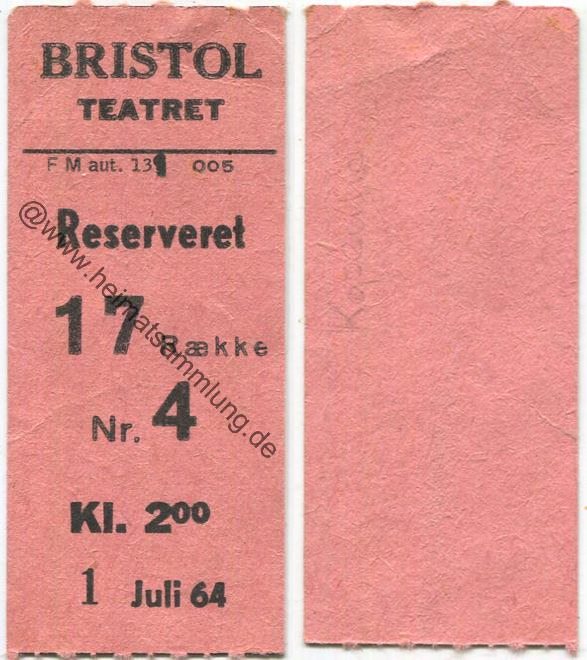 BRISTOL
TEATRET
F M aut. 13 005
Reserveret
17 Række
Nr. 4
Kl. 200
1 Juli 64
@www.heimatsammlung.de